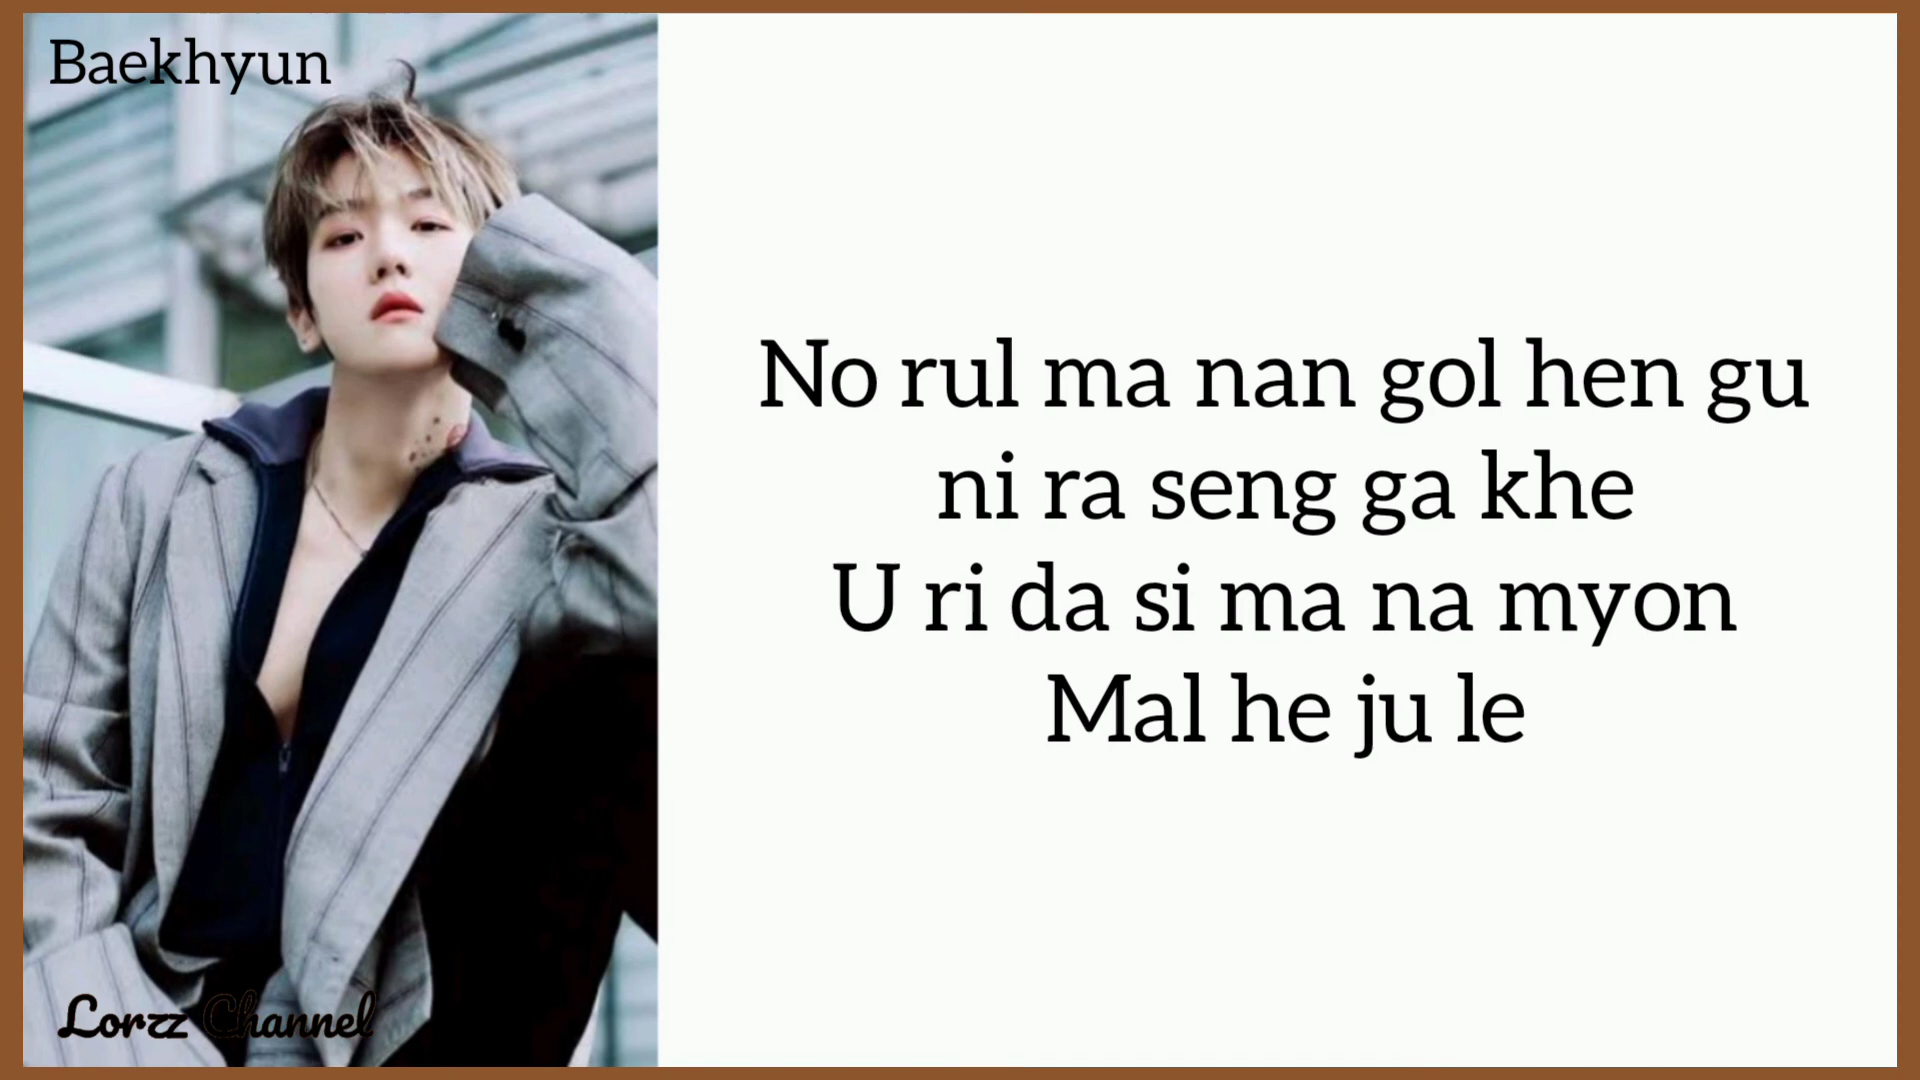 Baekhyun
No rul ma nan gol hen gu
ni ra seng ga khe
U ri da si ma na myon
Mal he ju le
Lorzz Channel